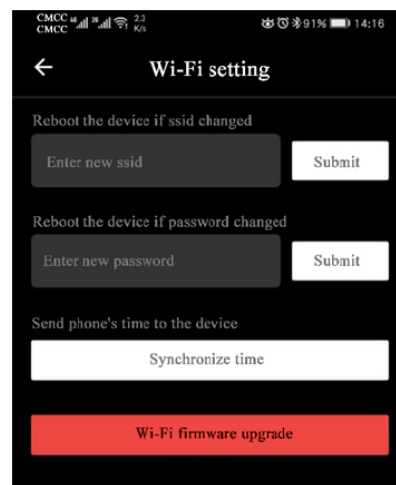 CMCC 4G 2G 2.3
CMCC K/s 91% 14:16
Wi-Fi setting
Reboot the device if ssid changed
Enter new ssid Submit
Reboot the device if password changed
Enter new password Submit
Send phone's time to the device
Synchronize time
Wi-Fi firmware upgrade